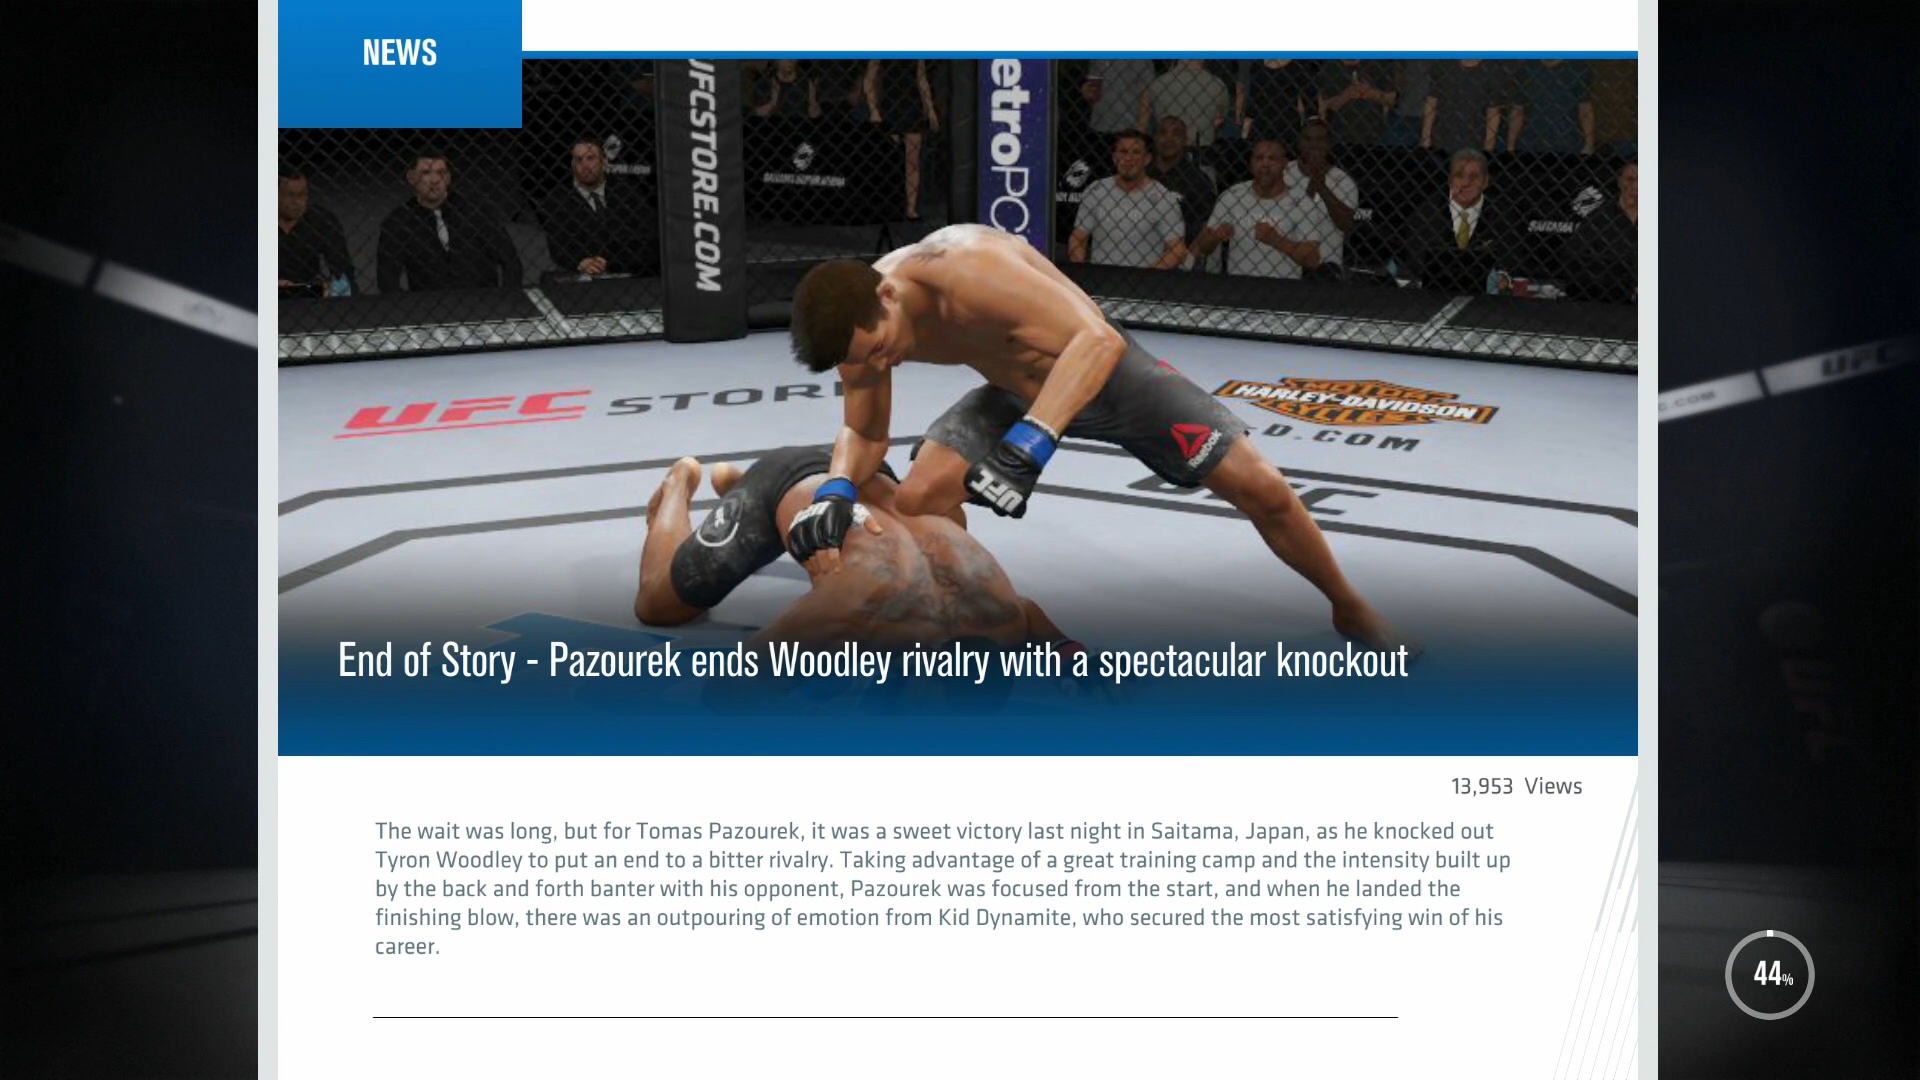 NEWS
UFCSTORE.COM
etroPC
UFC STORE
MOTOR
HARLEY-DAVIDSON
CYCLES
D.COM
Reebok
UFC
UFC
End of Story - Pazourek ends Woodley rivalry with a spectacular knockout
13,953 Views
The wait was long, but for Tomas Pazourek, it was a sweet victory last night in Saitama, Japan, as he knocked out
Tyron Woodley to put an end to a bitter rivalry. Taking advantage of a great training camp and the intensity built up
by the back and forth banter with his opponent, Pazourek was focused from the start, and when he landed the
finishing blow, there was an outpouring of emotion from Kid Dynamite, who secured the most satisfying win of his
career.
44%